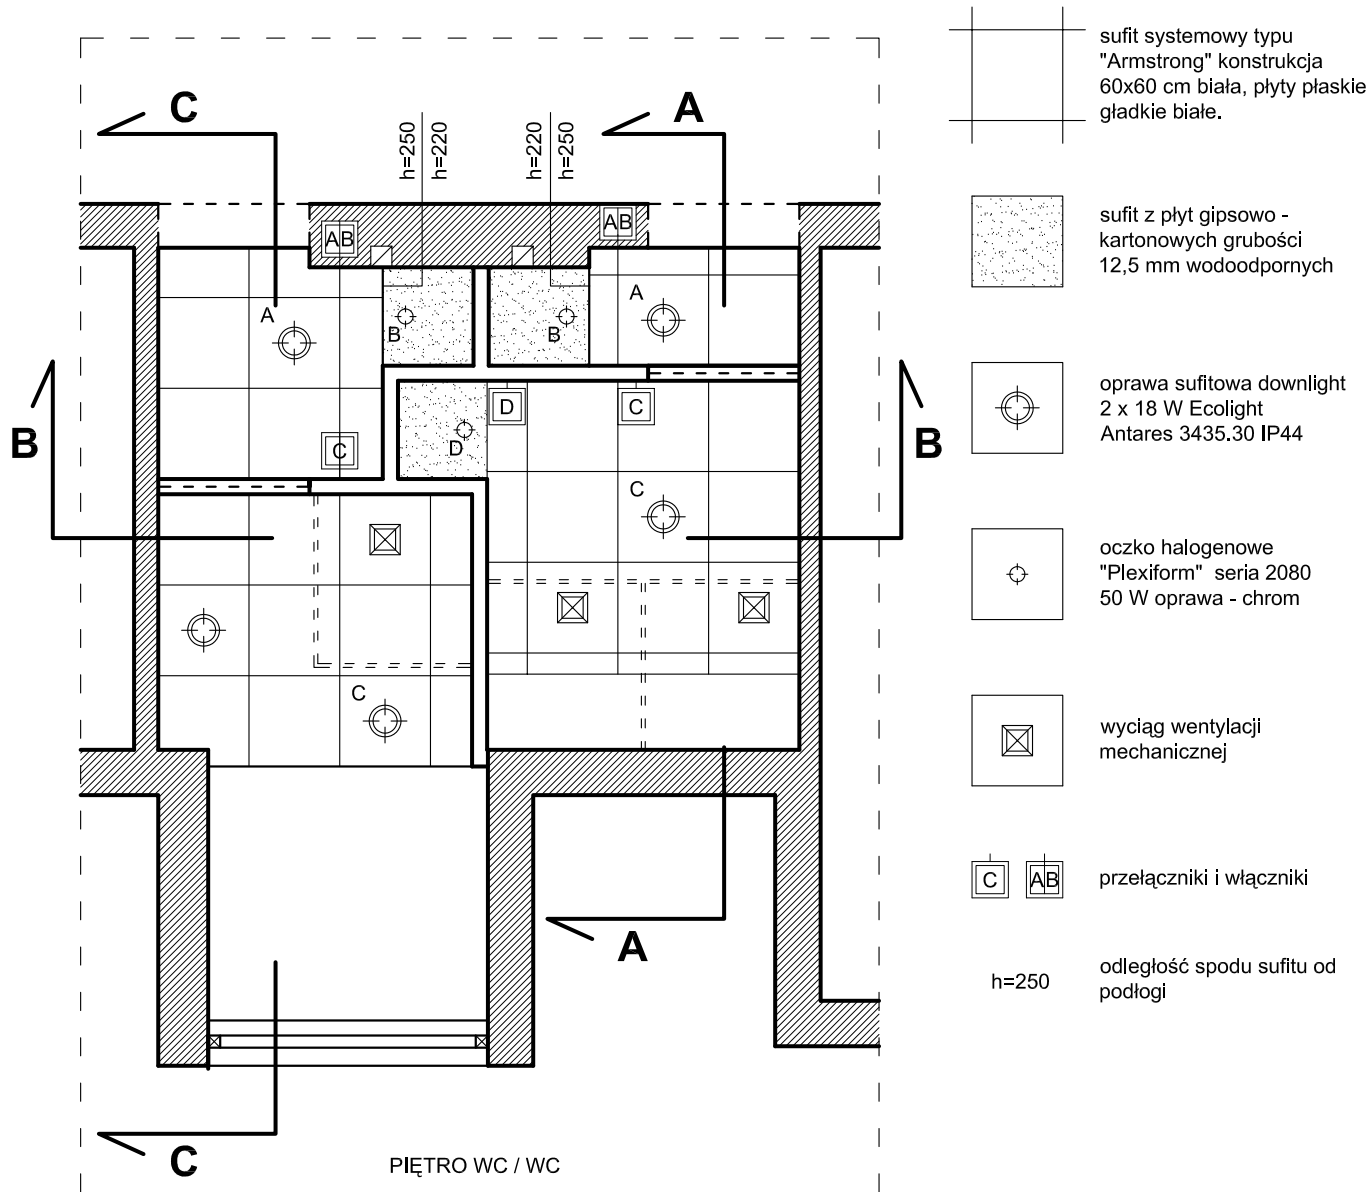 C
A
h=250
h=220
h=220
h=250
AB
AB
A
A
B
B
B
B
D
C
C
D
C
C
A
C
PIĘTRO WC / WC
sufit systemowy typu
"Armstrong" konstrukcja
60x60 cm biała, płyty płaskie
gładkie białe.
sufit z płyt gipsowo -
kartonowych grubości
12,5 mm wodoodpornych
oprawa sufitowa downlight
2 x 18 W Ecolight
Antares 3435.30 IP44
oczko halogenowe
"Plexiform" seria 2080
50 W oprawa - chrom
wyciąg wentylacji
mechanicznej
C AB przełączniki i włączniki
h=250 odległość spodu sufitu od
podłogi